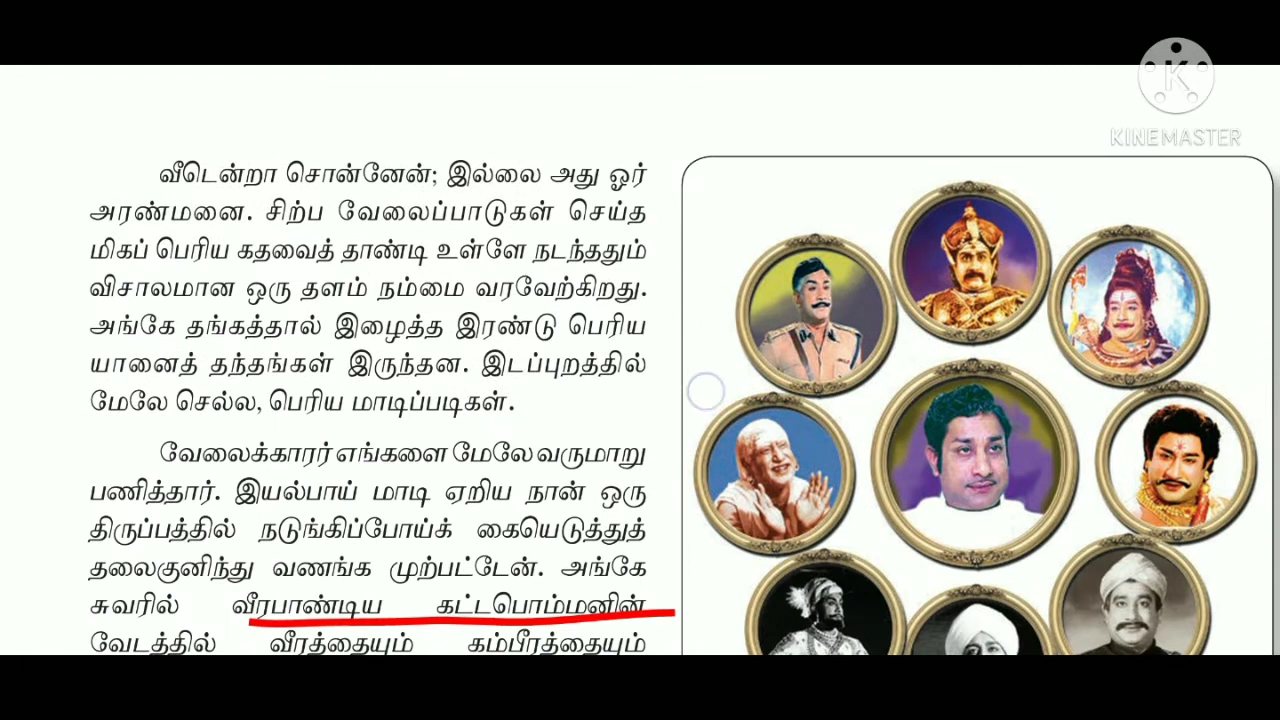 KINEMASTER
வீடென்றா சொன்னேன்; இல்லை அது ஓர்
அரண்மனை. சிற்ப வேலைப்பாடுகள் செய்த
மிகப் பெரிய கதவைத் தாண்டி உள்ளே நடந்ததும்
விசாலமான ஒரு தளம் நம்மை வரவேற்கிறது.
அங்கே தங்கத்தால் இழைத்த இரண்டு பெரிய
யானைத் தந்தங்கள் இருந்தன. இடப்புறத்தில்
மேலே செல்ல, பெரிய மாடிப்படிகள்.
வேலைக்காரர் எங்களை மேலே வருமாறு
பணித்தார். இயல்பாய் மாடி ஏறிய நான் ஒரு
திருப்பத்தில் நடுங்கிப்போய்க் கையெடுத்துத்
தலைகுனிந்து வணங்க முற்பட்டேன். அங்கே
சுவரில் வீரபாண்டிய கட்டபொம்மனின்
வேடத்தில் வீரத்தையும் கம்பீரத்தையும்